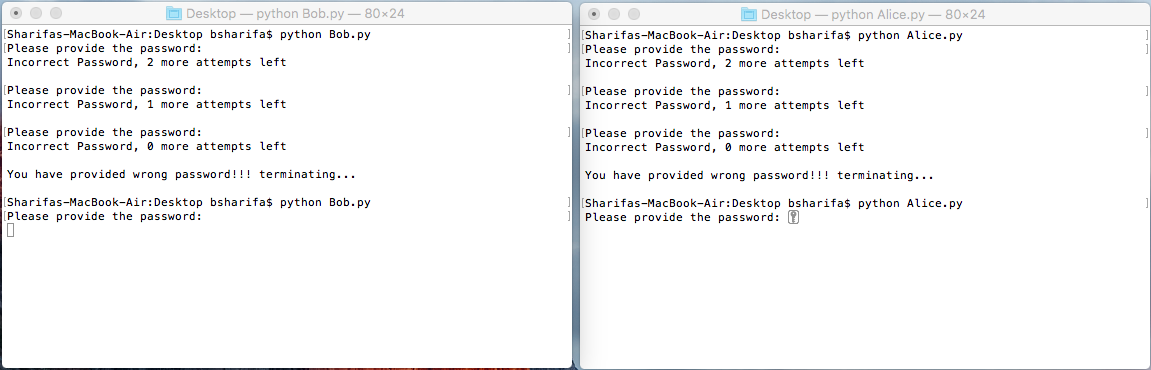 Desktop — python Bob.py — 80×24
[Sharifas-MacBook-Air:Desktop bsharifa$ python Bob.py ]
[Please provide the password: ]
Incorrect Password, 2 more attempts left
[Please provide the password: ]
Incorrect Password, 1 more attempts left
[Please provide the password: ]
Incorrect Password, 0 more attempts left
You have provided wrong password!!! terminating...
[Sharifas-MacBook-Air:Desktop bsharifa$ python Bob.py ]
[Please provide the password: ]
Desktop — python Alice.py — 80×24
[Sharifas-MacBook-Air:Desktop bsharifa$ python Alice.py ]
[Please provide the password: ]
Incorrect Password, 2 more attempts left
[Please provide the password: ]
Incorrect Password, 1 more attempts left
[Please provide the password: ]
Incorrect Password, 0 more attempts left
You have provided wrong password!!! terminating...
[Sharifas-MacBook-Air:Desktop bsharifa$ python Alice.py ]
Please provide the password: